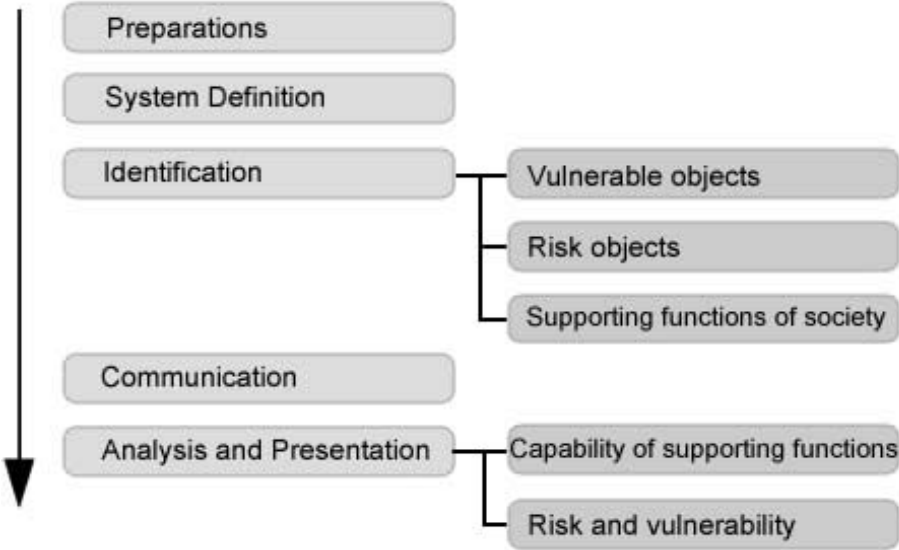 Preparations
System Definition
Identification
Vulnerable objects
Risk objects
Supporting functions of society
Communication
Analysis and Presentation
Capability of supporting functions
Risk and vulnerability